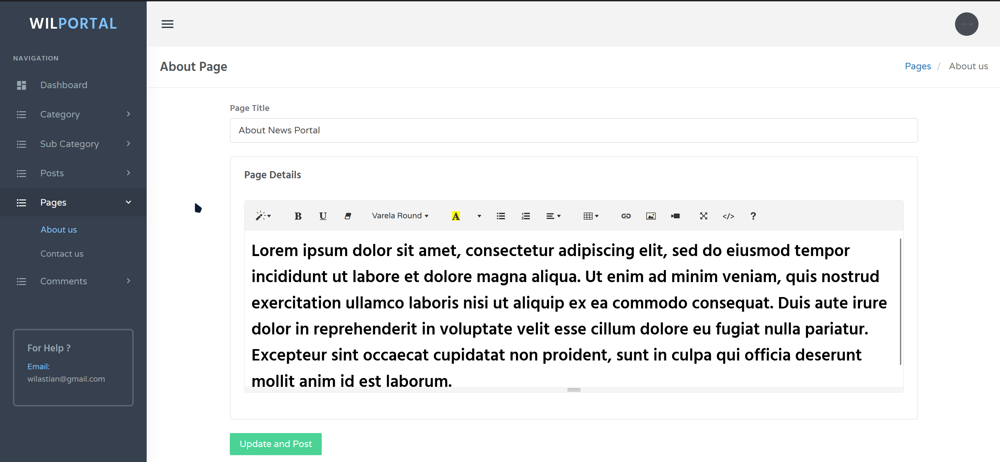 WILPORTAL
NAVIGATION
Dashboard
Category
Sub Category
Posts
Pages
About us
Contact us
Comments
For Help ?
Email:
wilastian@gmail.com
128 x 128
About Page
Pages / About us
Page Title
About News Portal
Page Details
B U Varela Round A </> ?
Lorem ipsum dolor sit amet, consectetur adipiscing elit, sed do eiusmod tempor
incididunt ut labore et dolore magna aliqua. Ut enim ad minim veniam, quis nostrud
exercitation ullamco laboris nisi ut aliquip ex ea commodo consequat. Duis aute irure
dolor in reprehenderit in voluptate velit esse cillum dolore eu fugiat nulla pariatur.
Excepteur sint occaecat cupidatat non proident, sunt in culpa qui officia deserunt
mollit anim id est laborum.
Update and Post